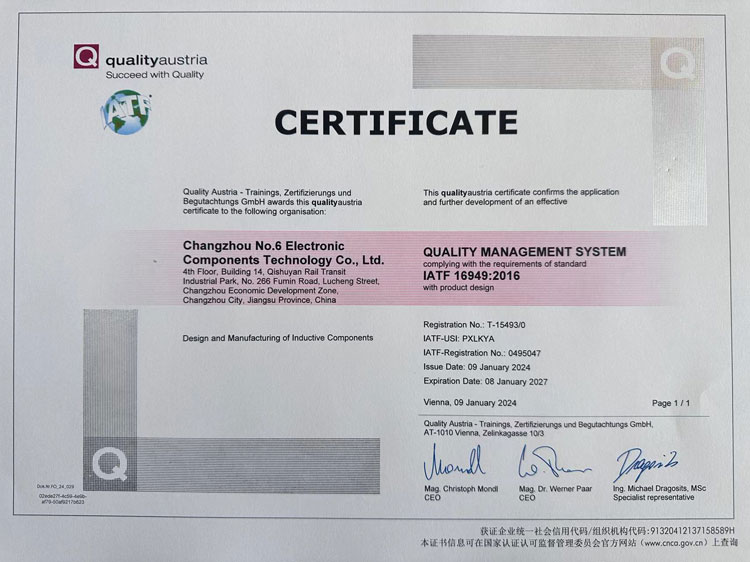 Q qualityaustria
Succeed with Quality
Q
IATF
CERTIFICATE
Quality Austria - Trainings, Zertifizierungs und
Begutachtungs GmbH awards this qualityaustria
certificate to the following organisation:
This qualityaustria certificate confirms the application
and further development of an effective
Changzhou No.6 Electronic
Components Technology Co., Ltd.
4th Floor, Building 14, Qishuyan Rail Transit
Industrial Park, No. 266 Fumin Road, Lucheng Street,
Changzhou Economic Development Zone,
Changzhou City, Jiangsu Province, China
QUALITY MANAGEMENT SYSTEM
complying with the requirements of standard
IATF 16949:2016
with product design
Design and Manufacturing of Inductive Components
Registration No.: T-15493/0
IATF-USI: PXLKYA
IATF-Registration No.: 0495047
Issue Date: 09 January 2024
Expiration Date: 08 January 2027
Vienna, 09 January 2024
Page 1 / 1
Quality Austria - Trainings, Zertifizierungs und Begutachtungs GmbH,
AT-1010 Vienna, Zelinkagasse 10/3
Q
Mag. Christoph Mondl
CEO
Mag. Dr. Werner Paar
CEO
Ing. Michael Dragosits, MSc
Specialist representative
获证企业统一社会信用代码/组织机构代码:91320412137158589H
本证书信息可在国家认证认可监督管理委员会官方网站（www.cnca.gov.cn）上查询